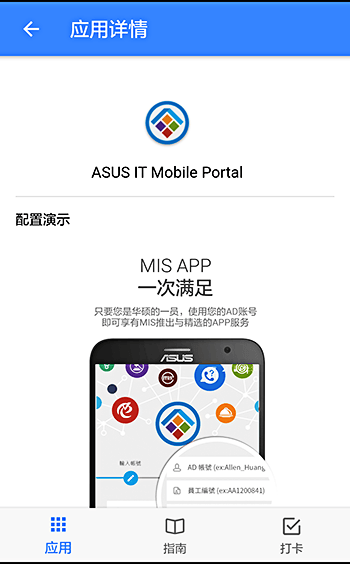 应用详情
ASUS IT Mobile Portal
配置演示
MIS APP
一次满足
只要您是华硕的一员，使用您的AD账号
即可享有MIS推出与精选的APP服务
ASUS
輸入帳號
AD 帳號 (ex:Allen_Huang
員工編號 (ex:AA1200841)
应用
指南
打卡